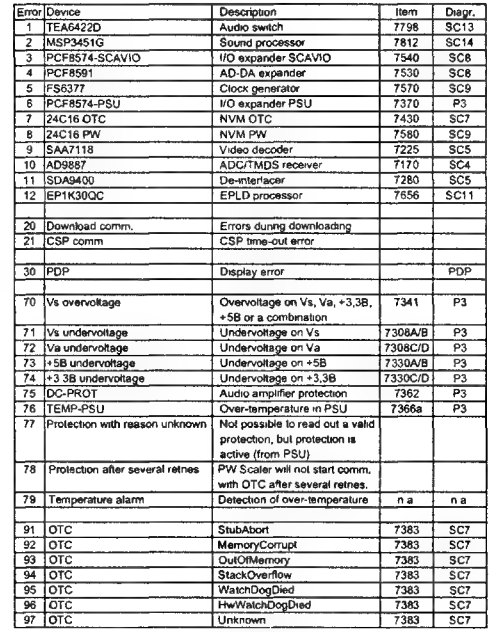 Error Device Description Item Diagr.
1 TEA6422D Audio switch 7798 SC13
2 MSP3451G Sound processor 7812 SC14
3 PCF8574-SCAVIO I/O expander SCAVIO 7540 SC8
4 PCF8591 AD-DA expander 7530 SC8
5 FS6377 Clock generator 7570 SC9
6 PCF8574-PSU I/O expander PSU 7370 P3
7 24C16 OTC NVM OTC 7430 SC7
8 24C16 PW NVM PW 7580 SC9
9 SAA7118 Video decoder 7225 SC5
10 AD9887 ADC/TMDS receiver 7170 SC4
11 SDA9400 De-interlacer 7280 SC5
12 EP1K30QC EPLD processor 7656 SC11
20 Download comm. Errors during downloading
21 CSP comm CSP time-out error
30 PDP Display error PDP
70 Vs overvoltage Overvoltage on Vs, Va, +3,3B, 7341 P3
+5B or a combination
71 Vs undervoltage Undervoltage on Vs 7308A/B P3
72 Va undervoltage Undervoltage on Va 7308C/D P3
73 +5B undervoltage Undervoltage on +5B 7330A/B P3
74 +3 3B undervoltage Undervoltage on +3,3B 7330C/D P3
75 DC-PROT Audio amplifier protection 7362 P3
76 TEMP-PSU Over-temperature in PSU 7366a P3
77 Protection with reason unknown Not possible to read out a valid
protection, but protection is
active (from PSU)
78 Protection after several retries PW Scaler will not start comm.
with OTC after several retries.
79 Temperature alarm Detection of over-temperature n a n a
91 OTC StubAbort 7383 SC7
92 OTC MemoryCorrupt 7383 SC7
93 OTC OutOfMemory 7383 SC7
94 OTC StackOverflow 7383 SC7
95 OTC WatchDogDied 7383 SC7
96 OTC HwWatchDogDied 7383 SC7
97 OTC Unknown 7383 SC7